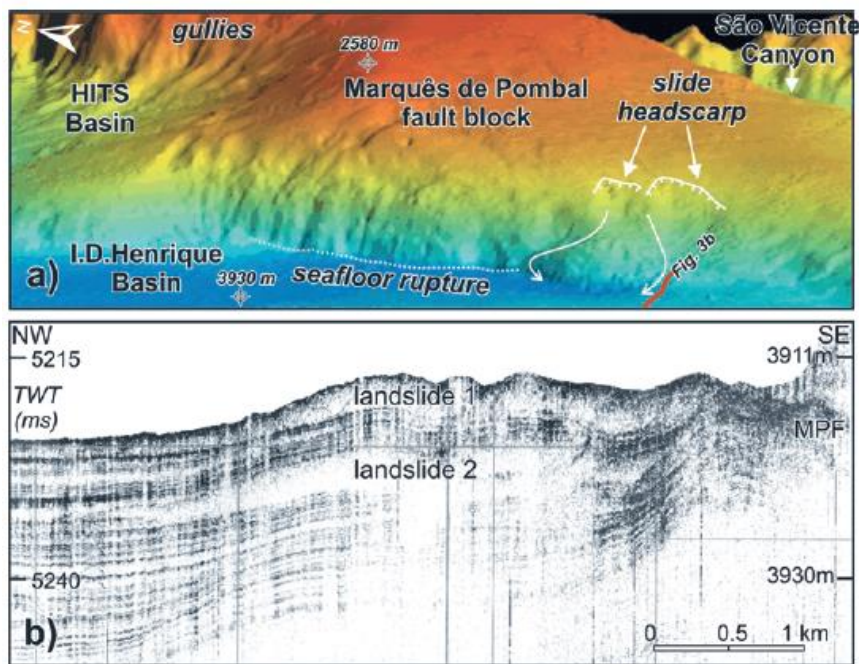 N
gullies
2580 m
São Vicente
Canyon
HITS
Basin
Marquês de Pombal
fault block
slide
headscarp
I.D.Henrique
Basin
3930 m
seafloor rupture
Fig. 3b
a)
NW
SE
5215
3911m
TWT
(ms)
landslide 1
MPF
landslide 2
5240
3930m
b)
0 0.5 1 km